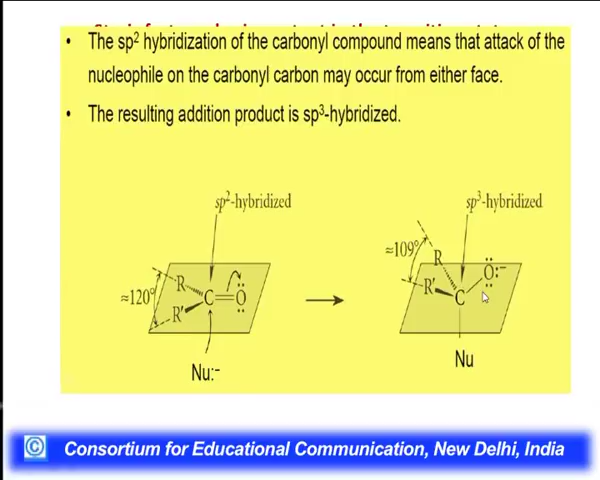 • The sp² hybridization of the carbonyl compound means that attack of the
nucleophile on the carbonyl carbon may occur from either face.
• The resulting addition product is sp³-hybridized.
sp²-hybridized
sp³-hybridized
≈109°
≈120°
R
R'
C
O
R
R'
C
O:⁻
Nu:⁻
Nu
© Consortium for Educational Communication, New Delhi, India